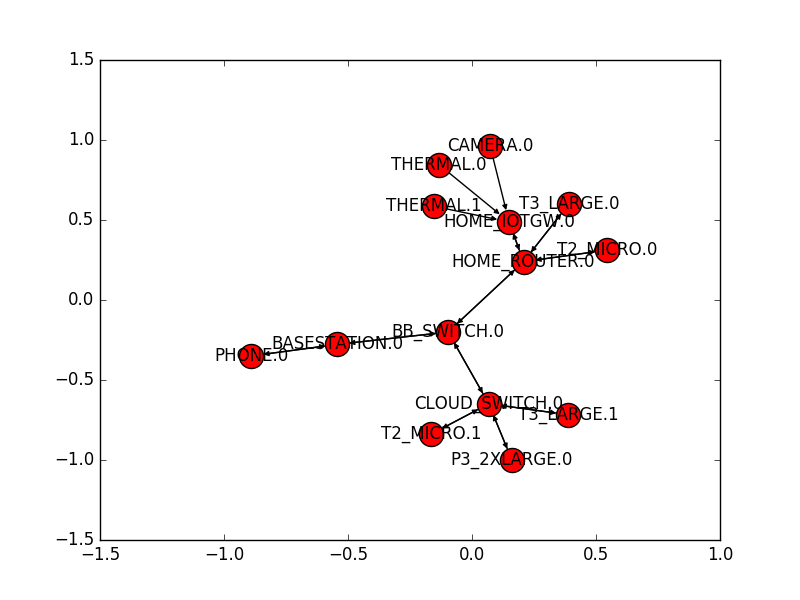 1.5
1.0
0.5
0.0
−0.5
−1.0
−1.5
CAMERA.0
THERMAL.0
THERMAL.1
T3_LARGE.0
HOME_IOTGW.0
T2_MICRO.0
HOME_ROUTER.0
BB_SWITCH.0
BASESTATION.0
PHONE.0
CLOUD_SWITCH.0
T3_LARGE.1
T2_MICRO.1
P3_2XLARGE.0
−1.5 −1.0 −0.5 0.0 0.5 1.0